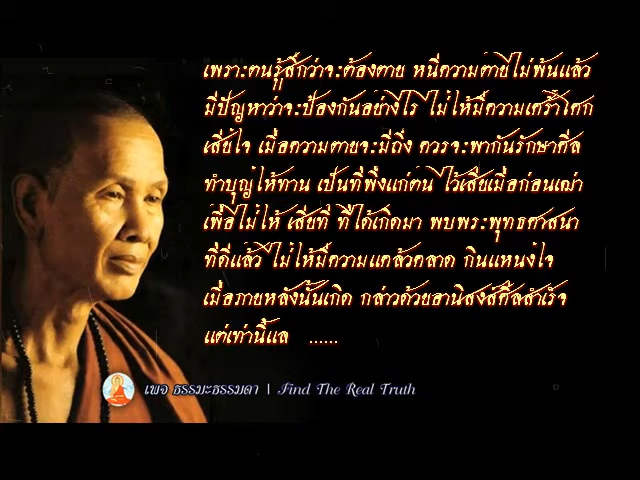 เพราะตนรู้สึกว่าจะต้องตาย หนีความตายไม่พ้นแล้ว
มีปัญหาว่าจะป้องกันอย่างไร ไม่ให้มีความเศร้าโศก
เสียใจ เมื่อความตายจะมีถึง ควรจะพากันรักษาศีล
ทำบุญให้ทาน เป็นที่พึ่งแก่ตน ไว้เสียเมื่อก่อนเฒ่า
เพื่อไม่ให้ เสียที ที่ได้เกิดมา พบพระพุทธศาสนา
ที่ดีแล้ว ไม่ให้มีความแคล้วคลาด กินแหนงใจ
เมื่อภายหลังนั้นเกิด กล่าวด้วยอานิสงส์ศีลสำเร็จ
แต่เท่านี้แล ......
เพจ ธรรมะธรรมดา | Find The Real Truth